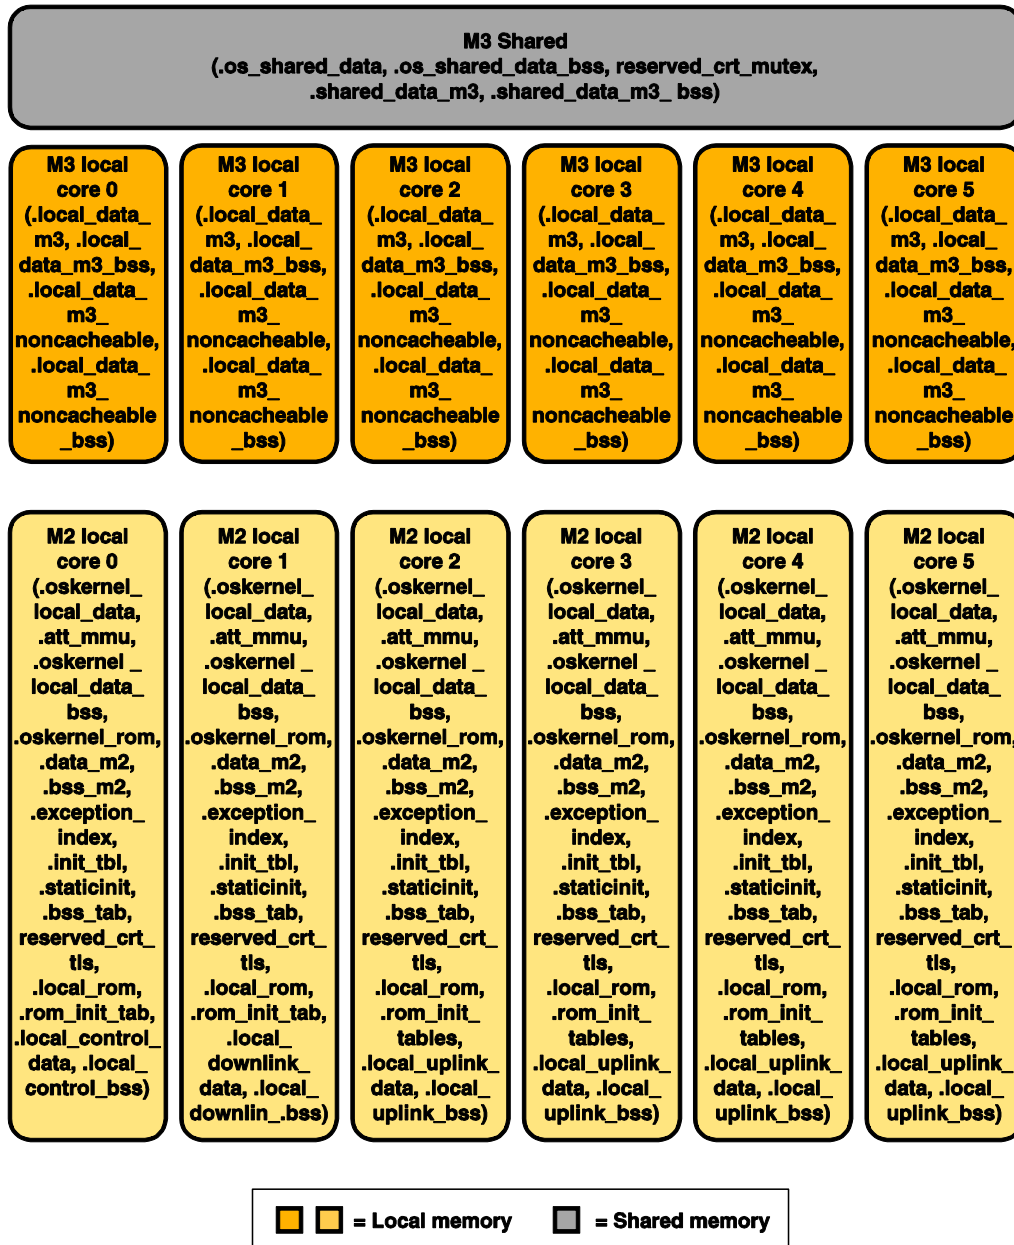 M3 Shared
(.os_shared_data, .os_shared_data_bss, reserved_crt_mutex,
.shared_data_m3, .shared_data_m3_ bss)
M3 local
core 0
(.local_data_
m3, .local_
data_m3_bss,
.local_data_
m3_
noncacheable,
.local_data_
m3_
noncacheable
_bss)
M3 local
core 1
(.local_data_
m3, .local_
data_m3_bss,
.local_data_
m3_
noncacheable,
.local_data_
m3_
noncacheable
_bss)
M3 local
core 2
(.local_data_
m3, .local_
data_m3_bss,
.local_data_
m3_
noncacheable,
.local_data_
m3_
noncacheable
_bss)
M3 local
core 3
(.local_data_
m3, .local_
data_m3_bss,
.local_data_
m3_
noncacheable,
.local_data_
m3_
noncacheable
_bss)
M3 local
core 4
(.local_data_
m3, .local_
data_m3_bss,
.local_data_
m3_
noncacheable,
.local_data_
m3_
noncacheable
_bss)
M3 local
core 5
(.local_data_
m3, .local_
data_m3_bss,
.local_data_
m3_
noncacheable,
.local_data_
m3_
noncacheable
_bss)
M2 local
core 0
(.oskernel_
local_data,
.att_mmu,
.oskernel _
local_data_
bss,
.oskernel_rom,
.data_m2,
.bss_m2,
.exception_
index,
.init_tbl,
.staticinit,
.bss_tab,
reserved_crt_
tls,
.local_rom,
.rom_init_tab,
.local_control_
data, .local_
control_bss)
M2 local
core 1
(.oskernel_
local_data,
.att_mmu,
.oskernel _
local_data_
bss,
.oskernel_rom,
.data_m2,
.bss_m2,
.exception_
index,
.init_tbl,
.staticinit,
.bss_tab,
reserved_crt_
tls,
.local_rom,
.rom_init_tab,
.local_
downlink_
data, .local_
downlin_.bss)
M2 local
core 2
(.oskernel_
local_data,
.att_mmu,
.oskernel _
local_data_
bss,
.oskernel_rom,
.data_m2,
.bss_m2,
.exception_
index,
.init_tbl,
.staticinit,
.bss_tab,
reserved_crt_
tls,
.local_rom,
.rom_init_
tables,
.local_uplink_
data, .local_
uplink_bss)
M2 local
core 3
(.oskernel_
local_data,
.att_mmu,
.oskernel _
local_data_
bss,
.oskernel_rom,
.data_m2,
.bss_m2,
.exception_
index,
.init_tbl,
.staticinit,
.bss_tab,
reserved_crt_
tls,
.local_rom,
.rom_init_
tables,
.local_uplink_
data, .local_
uplink_bss)
M2 local
core 4
(.oskernel_
local_data,
.att_mmu,
.oskernel _
local_data_
bss,
.oskernel_rom,
.data_m2,
.bss_m2,
.exception_
index,
.init_tbl,
.staticinit,
.bss_tab,
reserved_crt_
tls,
.local_rom,
.rom_init_
tables,
.local_uplink_
data, .local_
uplink_bss)
M2 local
core 5
(.oskernel_
local_data,
.att_mmu,
.oskernel _
local_data_
bss,
.oskernel_rom,
.data_m2,
.bss_m2,
.exception_
index,
.init_tbl,
.staticinit,
.bss_tab,
reserved_crt_
tls,
.local_rom,
.rom_init_
tables,
.local_uplink_
data, .local_
uplink_bss)
= Local memory
= Shared memory